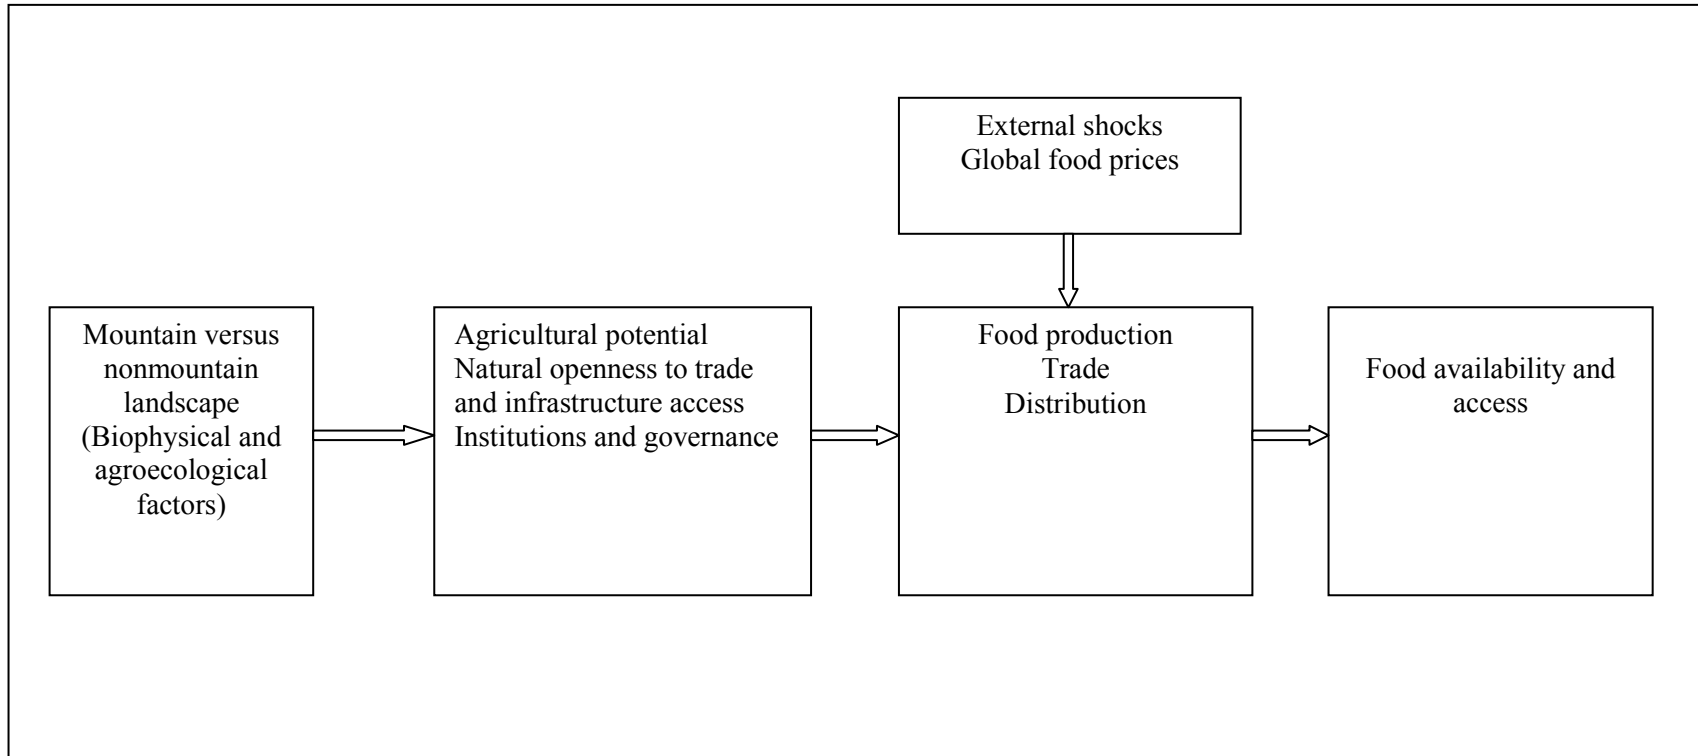 External shocks
Global food prices
Mountain versus
nonmountain
landscape
(Biophysical and
agroecological
factors)
Agricultural potential
Natural openness to trade
and infrastructure access
Institutions and governance
Food production
Trade
Distribution
Food availability and
access